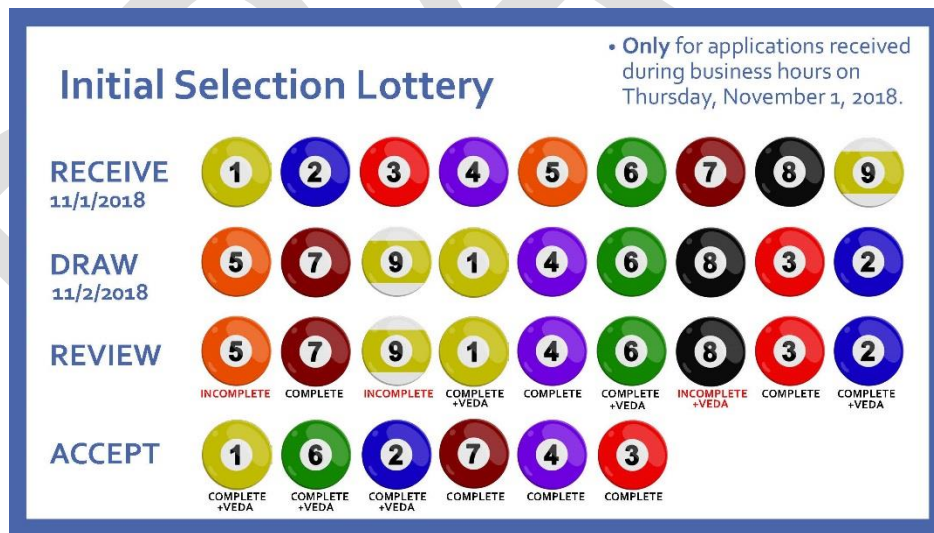 Initial Selection Lottery
• Only for applications received
during business hours on
Thursday, November 1, 2018.
RECEIVE 1 2 3 4 5 6 7 8 9
11/1/2018
DRAW 5 7 9 1 4 6 8 3 2
11/2/2018
REVIEW 5 7 9 1 4 6 8 3 2
INCOMPLETE COMPLETE INCOMPLETE COMPLETE +VEDA COMPLETE COMPLETE +VEDA INCOMPLETE +VEDA COMPLETE COMPLETE +VEDA
ACCEPT 1 6 2 7 4 3
COMPLETE +VEDA COMPLETE +VEDA COMPLETE +VEDA COMPLETE COMPLETE COMPLETE